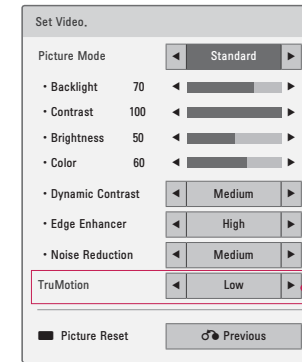 Set Video.
Picture Mode Standard
• Backlight 70
• Contrast 100
• Brightness 50
• Color 60
• Dynamic Contrast Medium
• Edge Enhancer High
• Noise Reduction Medium
TruMotion Low
Picture Reset Previous